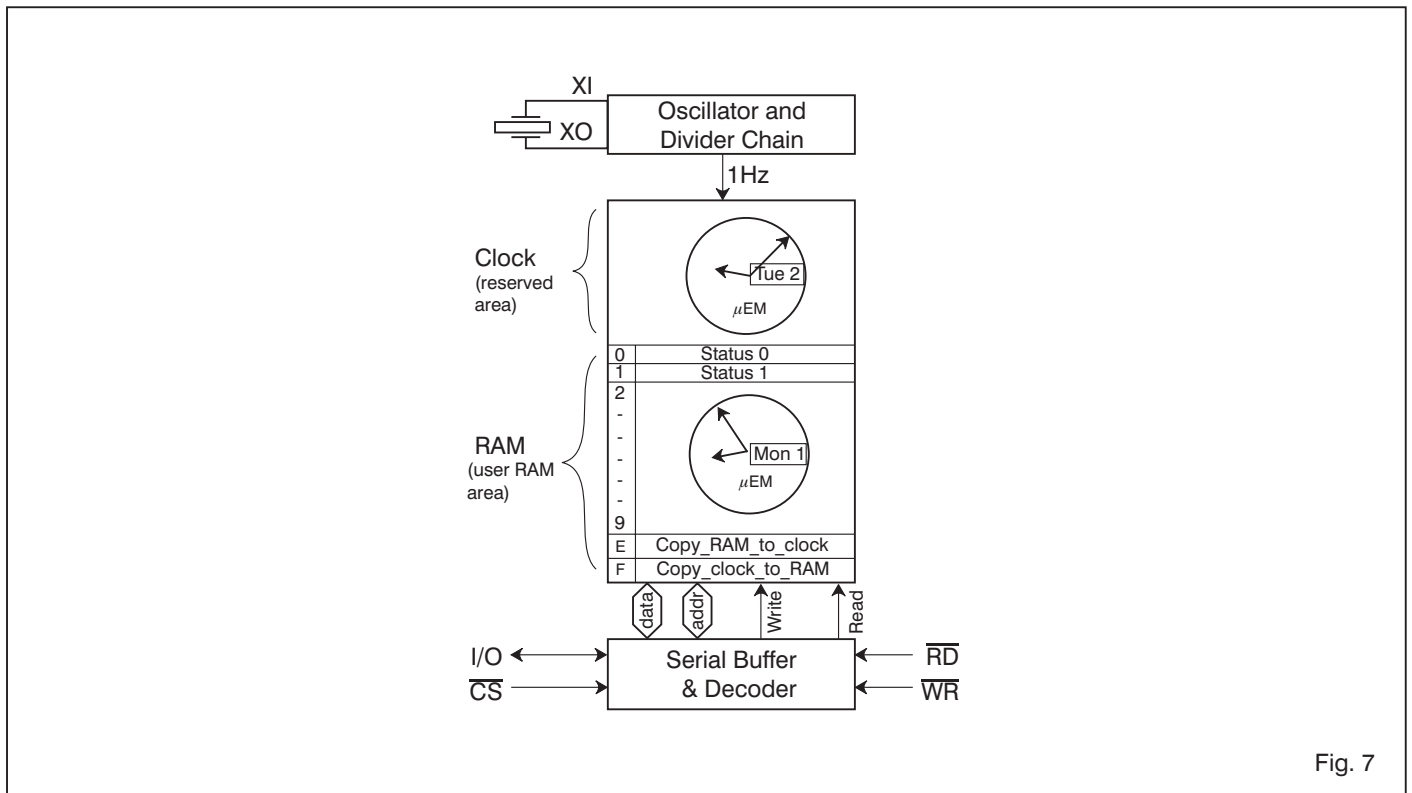 XI
XO
Oscillator and
Divider Chain
1Hz
Clock
(reserved
area)
Tue 2
μEM
0 Status 0
1 Status 1
2
-
-
-
-
-
9
RAM
(user RAM
area)
Mon 1
μEM
E Copy_RAM_to_clock
F Copy_clock_to_RAM
data
addr
Write
Read
I/O
CS
Serial Buffer
& Decoder
RD
WR
Fig. 7